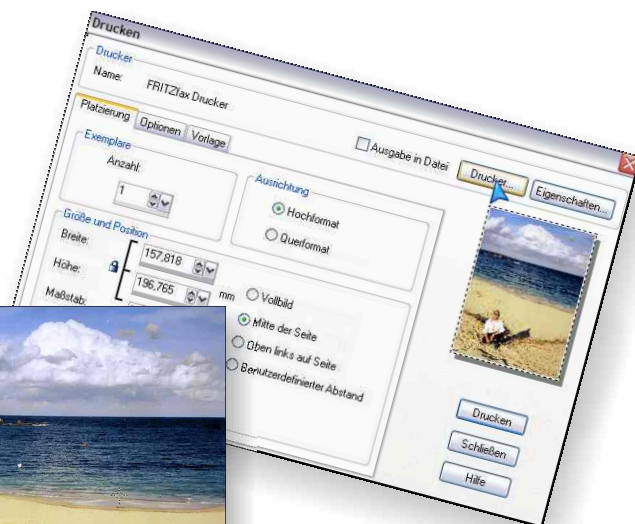 Drucken
Drucker
Name: FRITZfax Drucker
Platzierung Optionen Vorlage
Ausgabe in Datei Drucker... Eigenschaften...
Exemplare
Anzahl:
1
Ausrichtung
Hochformat
Querformat
Größe und Position
Breite: 157,818
Höhe: 196,765 mm
Maßstab:
Vollbild
Mitte der Seite
Oben links auf Seite
Benutzerdefinierter Abstand
Drucken
Schließen
Hilfe